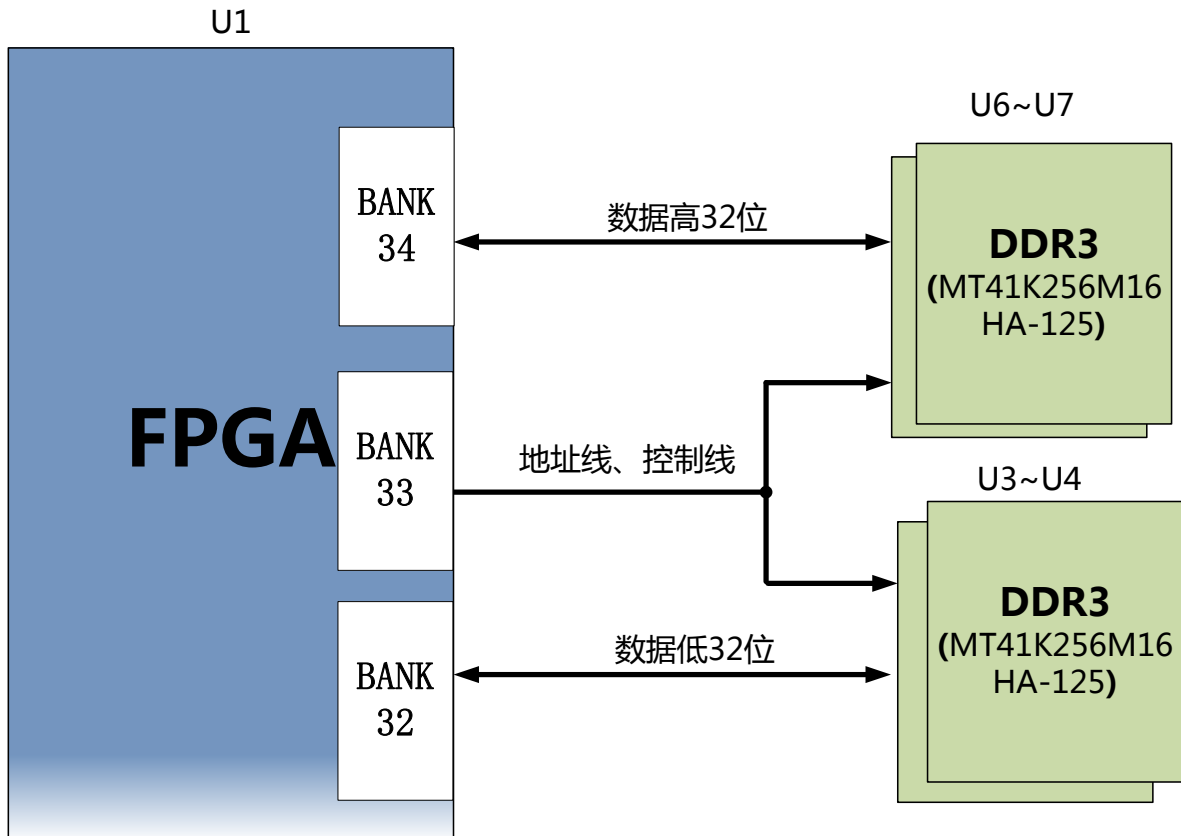 U1
FPGA
BANK
34
BANK
33
BANK
32
数据高32位
地址线、控制线
数据低32位
U6~U7
DDR3
(MT41K256M16
HA-125)
U3~U4
DDR3
(MT41K256M16
HA-125)